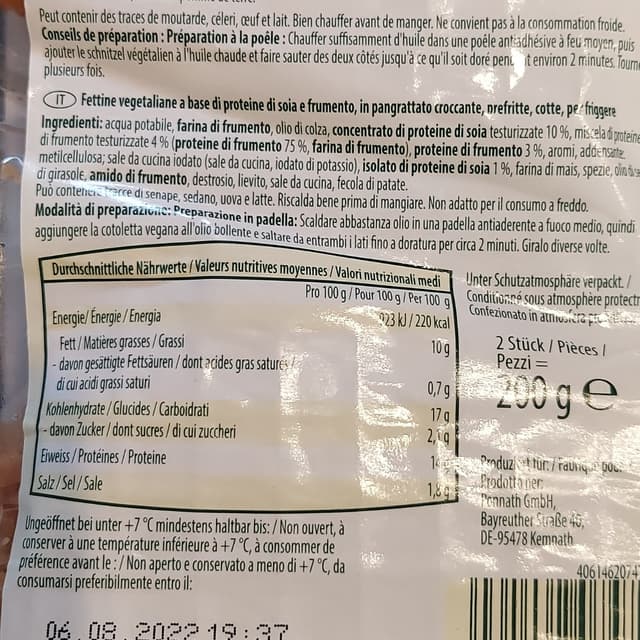 Peut contenir des traces de moutarde, céleri, œuf et lait. Bien chauffer avant de manger. Ne convient pas à la consommation froide.
Conseils de préparation : Préparation à la poêle : Chauffer suffisamment d'huile dans une poêle antiadhésive à feu moyen, puis
ajouter le schnitzel végétalien à l'huile chaude et faire sauter des deux côtés jusqu'à ce qu'il soit doré pendant environ 2 minutes.
plusieurs fois.
IT Fettine vegetaliane a base di proteine di soia e frumento, in pangrattato croccante, prefritte, cotte, per friggere
Ingredienti: acqua potabile, farina di frumento, olio di colza, concentrato di proteine di soia testurizzate 10 %, miscela di proteine
di frumento testurizzate 4 % (proteine di frumento 75 %, farina di frumento), proteine di frumento 3 %, aromi, addensante:
metilcellulosa; sale da cucina iodato (sale da cucina, iodato di potassio), isolato di proteine di soia 1 %, farina di mais, spezie,
di girasole, amido di frumento, destrosio, lievito, sale da cucina, fecola di patate.
Può contenere tracce di senape, sedano, uova e latte. Riscalda bene prima di mangiare. Non adatto per il consumo a freddo.
Modalità di preparazione: Preparazione in padella: Scaldare abbastanza olio in una padella antiaderente a fuoco medio, quindi
aggiungere la cotoletta vegana all'olio bollente e saltare da entrambi i lati fino a doratura per circa 2 minuti. Giralo diverse volte.
Durchschnittliche Nährwerte / Valeurs nutritives moyennes / Valori nutrizionali medi
Pro 100 g / Pour 100 g / Per 100 g
Energie / Énergie / Energia 923 kJ / 220 kcal
Fett / Matières grasses / Grassi 10 g
- davon gesättigte Fettsäuren / dont acides gras saturés /
di cui acidi grassi saturi 0,7 g
Kohlenhydrate / Glucides / Carboidrati 17 g
- davon Zucker / dont sucres / di cui zuccheri 2,1 g
Eiweiss / Protéines / Proteine g
Salz / Sel / Sale 1,8 g
Ungeöffnet bei unter +7 °C mindestens haltbar bis: / Non ouvert, à
conserver à une température inférieure à +7 °C, à consommer de
préférence avant le : / Non aperto e conservato a meno di +7 °C, da
consumarsi preferibilmente entro il:
06.08.2022 19:37
Unter Schutzatmosphäre verpackt. /
Conditionné sous atmosphère
Confezionato in atmosfera
2 Stück / Pièces /
Pezzi =
200 g ℮
Produziert für: / Fabriqué pour
Prodotto per:
Pennath GmbH,
Bayreuther Straße
DE-95478 Kemnath
406146207